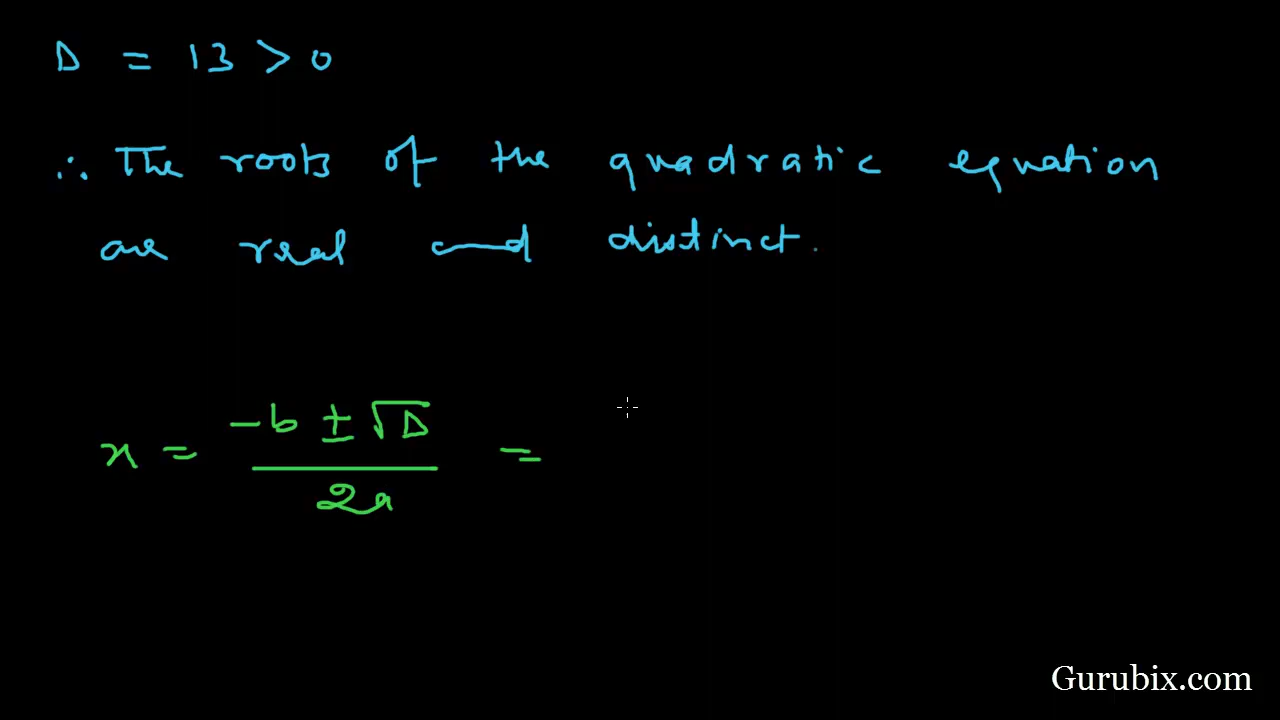 D = 13 > 0
∴ The roots of the quadratic equation
are real and distinct.
x = (-b ± √D) / 2a =
Gurubix.com